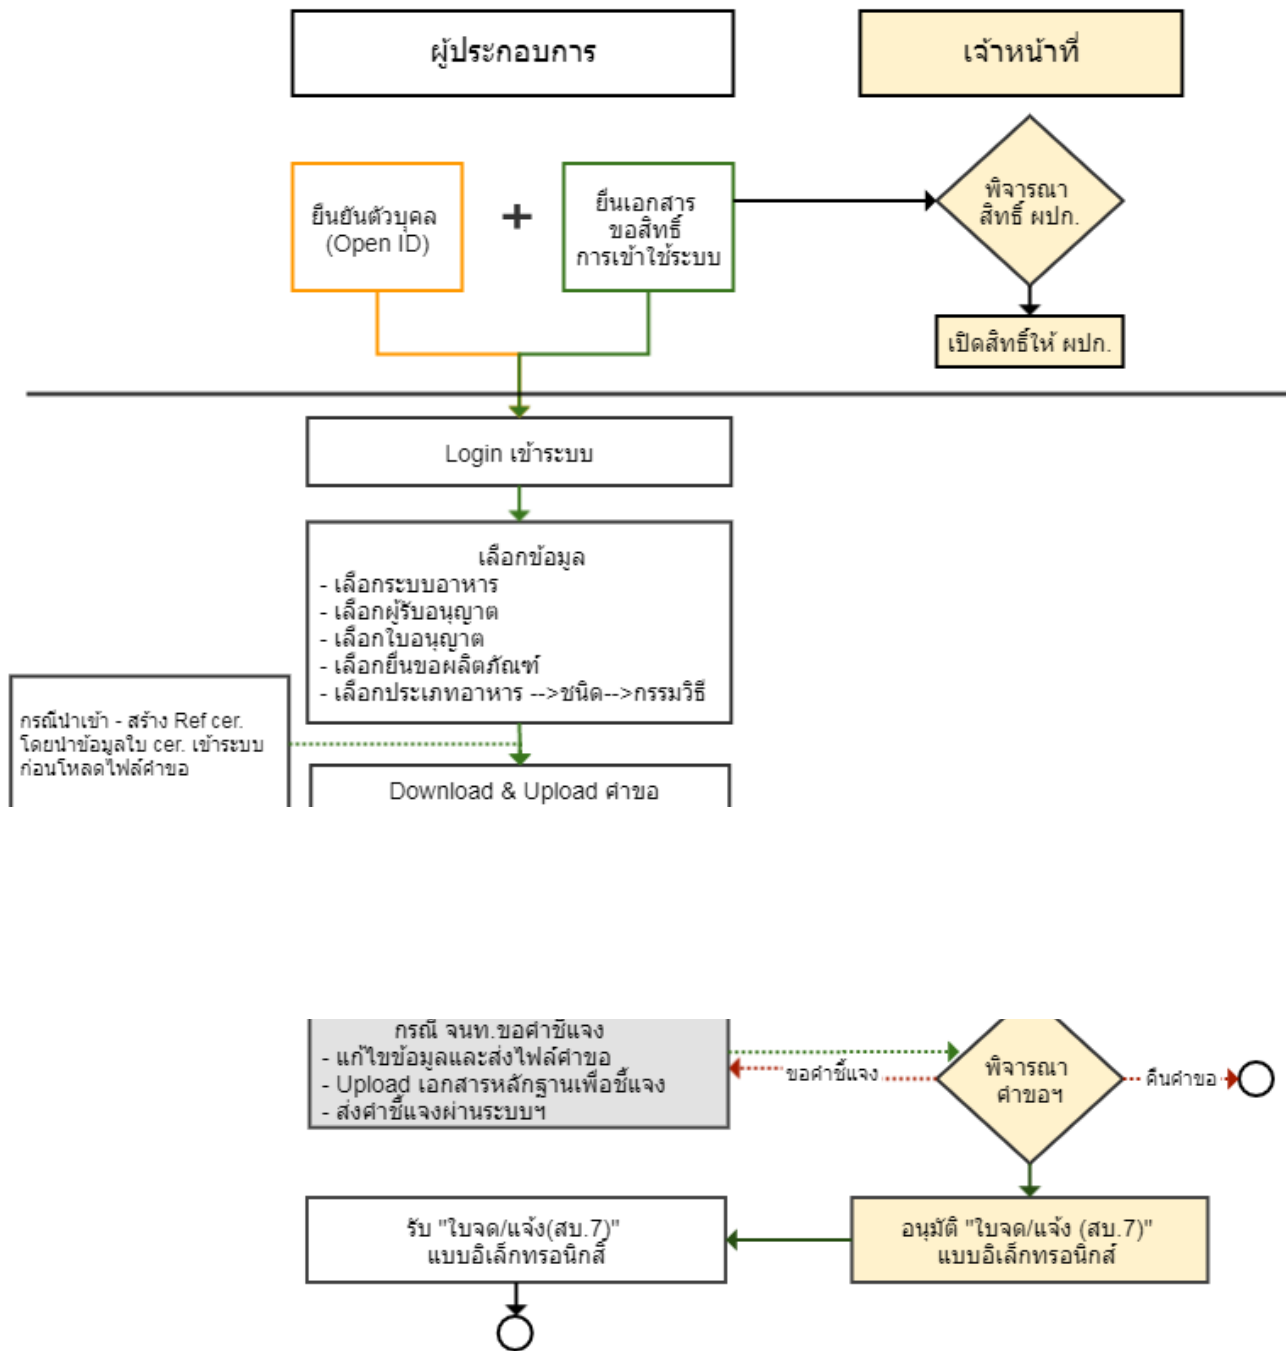 ผู้ประกอบการ
เจ้าหน้าที่
ยืนยันตัวบุคล
(Open ID)
+
ยื่นเอกสาร
ขอสิทธิ์
การเข้าใช้ระบบ
พิจารณา
สิทธิ์ ผปก.
เปิดสิทธิ์ให้ ผปก.
Login เข้าระบบ
เลือกข้อมูล
- เลือกระบบอาหาร
- เลือกผู้รับอนุญาต
- เลือกใบอนุญาต
- เลือกยื่นขอผลิตภัณฑ์
- เลือกประเภทอาหาร -->ชนิด-->กรรมวิธี
กรณีนำเข้า - สร้าง Ref cer.
โดยนำข้อมูลใบ cer. เข้าระบบ
ก่อนโหลดไฟล์คำขอ
Download & Upload คำขอ
กรณี จนท.ขอคำชี้แจง
- แก้ไขข้อมูลและส่งไฟล์คำขอ
- Upload เอกสารหลักฐานเพื่อชี้แจง
- ส่งคำชี้แจงผ่านระบบฯ
ขอคำชี้แจง
พิจารณา
คำขอฯ
คืนคำขอ
รับ "ใบจด/แจ้ง(สบ.7)"
แบบอิเล็กทรอนิกส์
อนุมัติ "ใบจด/แจ้ง (สบ.7)"
แบบอิเล็กทรอนิกส์